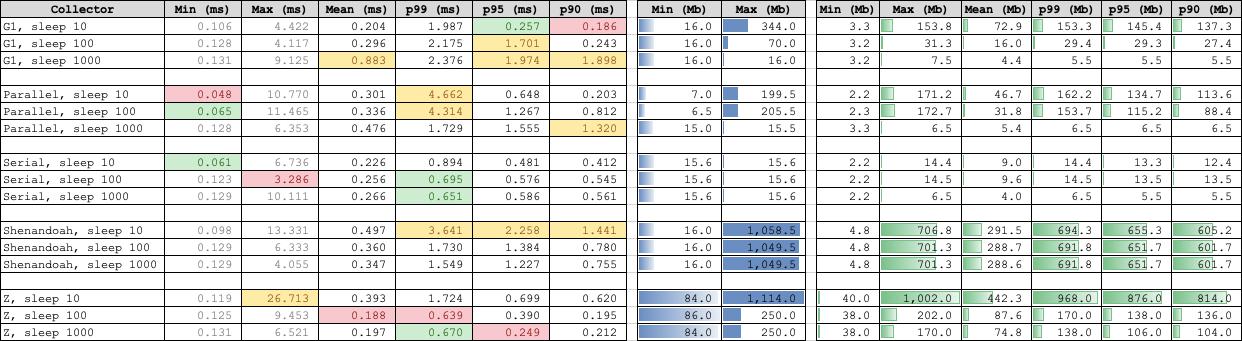 Collector Min (ms) Max (ms) Mean (ms) p99 (ms) p95 (ms) p90 (ms) Min (Mb) Max (Mb) Min (Mb) Max (Mb) Mean (Mb) p99 (Mb) p95 (Mb) p90 (Mb)
G1, sleep 10 0.106 4.422 0.204 1.987 0.257 0.186 16.0 344.0 3.3 153.8 72.9 153.3 145.4 137.3
G1, sleep 100 0.128 4.117 0.296 2.175 1.701 0.243 16.0 70.0 3.2 31.3 16.0 29.4 29.3 27.4
G1, sleep 1000 0.131 9.125 0.883 2.376 1.974 1.898 16.0 16.0 3.2 7.5 4.4 5.5 5.5 5.5
Parallel, sleep 10 0.048 10.770 0.301 4.662 0.648 0.203 7.0 199.5 2.2 171.2 46.7 162.2 134.7 113.6
Parallel, sleep 100 0.065 11.465 0.336 4.314 1.267 0.812 6.5 205.5 2.3 172.7 31.8 153.7 115.2 88.4
Parallel, sleep 1000 0.128 6.353 0.476 1.729 1.555 1.320 15.0 15.5 3.3 6.5 5.4 6.5 6.5 6.5
Serial, sleep 10 0.061 6.736 0.226 0.894 0.481 0.412 15.6 15.6 2.2 14.4 9.0 14.4 13.3 12.4
Serial, sleep 100 0.123 3.286 0.256 0.695 0.576 0.545 15.6 15.6 2.2 14.5 9.6 14.5 13.5 13.5
Serial, sleep 1000 0.129 10.111 0.266 0.651 0.586 0.561 15.6 15.6 2.2 6.5 4.0 5.5 5.5 5.5
Shenandoah, sleep 10 0.098 13.331 0.497 3.641 2.258 1.441 16.0 1,058.5 4.8 706.8 291.5 694.3 655.3 605.2
Shenandoah, sleep 100 0.129 6.333 0.360 1.730 1.384 0.780 16.0 1,049.5 4.8 701.3 288.7 691.8 651.7 601.7
Shenandoah, sleep 1000 0.129 4.055 0.347 1.549 1.227 0.755 16.0 1,049.5 4.8 701.3 288.6 691.8 651.7 601.7
Z, sleep 10 0.119 26.713 0.393 1.724 0.699 0.620 84.0 1,114.0 40.0 1,002.0 442.3 968.0 876.0 814.0
Z, sleep 100 0.125 9.453 0.188 0.639 0.390 0.195 86.0 250.0 38.0 202.0 87.6 170.0 138.0 136.0
Z, sleep 1000 0.131 6.521 0.197 0.670 0.249 0.212 84.0 250.0 38.0 170.0 74.8 138.0 106.0 104.0